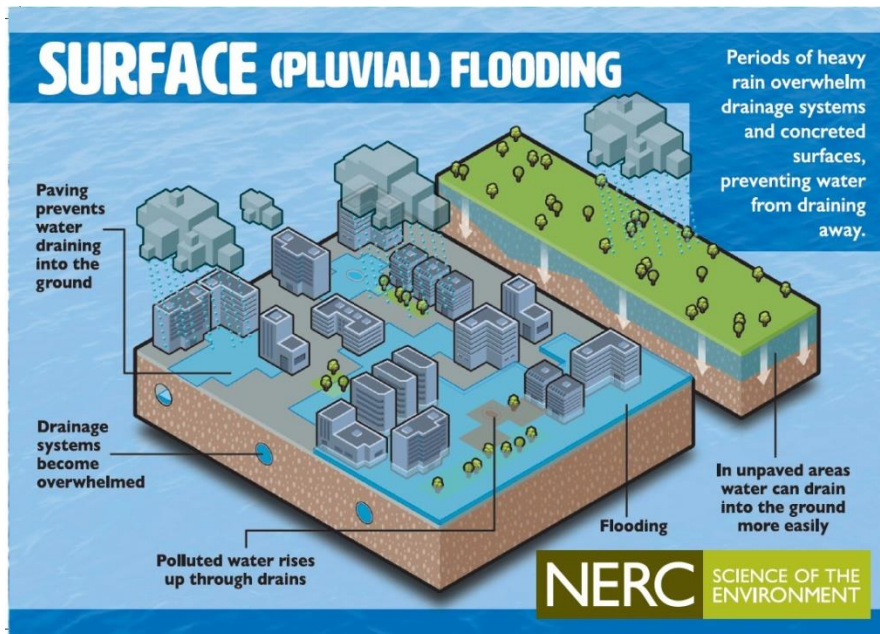 SURFACE (PLUVIAL) FLOODING
Periods of heavy
rain overwhelm
drainage systems
and concreted
surfaces,
preventing water
from draining
away.
Paving
prevents
water
draining
into the
ground
Drainage
systems
become
overwhelmed
Polluted water rises
up through drains
Flooding
In unpaved areas
water can drain
into the ground
more easily
NERC
SCIENCE OF THE
ENVIRONMENT